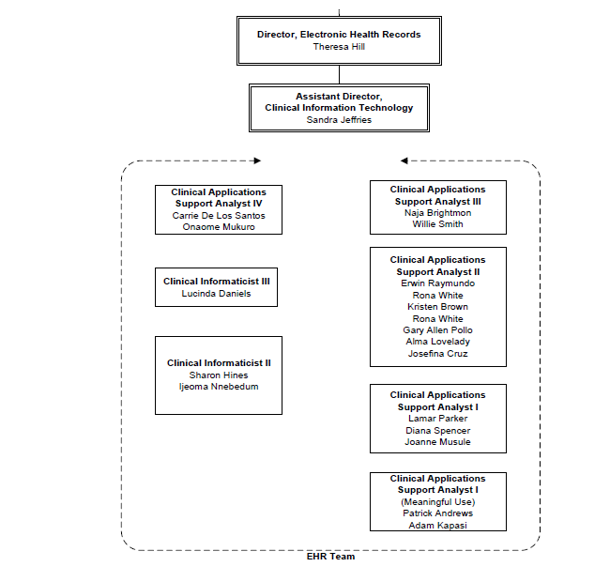 Director, Electronic Health Records
Theresa Hill
Assistant Director,
Clinical Information Technology
Sandra Jeffries
Clinical Applications
Support Analyst IV
Carrie De Los Santos
Onaome Mukuro
Clinical Informaticist III
Lucinda Daniels
Clinical Informaticist II
Sharon Hines
Ijeoma Nnebedum
Clinical Applications
Support Analyst III
Naja Brightmon
Willie Smith
Clinical Applications
Support Analyst II
Erwin Raymundo
Rona White
Kristen Brown
Rona White
Gary Allen Pollo
Alma Lovelady
Josefina Cruz
Clinical Applications
Support Analyst I
Lamar Parker
Diana Spencer
Joanne Musule
Clinical Applications
Support Analyst I
(Meaningful Use)
Patrick Andrews
Adam Kapasi
EHR Team